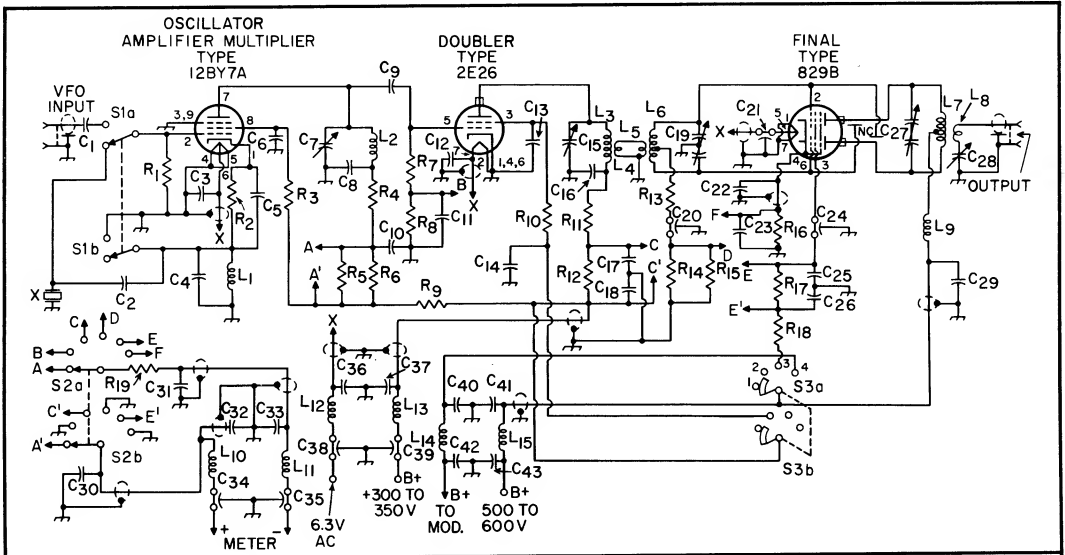 OSCILLATOR
AMPLIFIER MULTIPLIER
TYPE
12BY7A
DOUBLER
TYPE
2E26
FINAL
TYPE
829B
VFO
INPUT
C1
S1a
3,9
2
7
8
4
5
6
1
C6
R1
C3
R2
C5
X
S1b
C4
L1
C2
X
R3
C7
L2
C8
R4
C9
A
A'
R5
R6
C10
R7
R8
C11
R9
5
3
C12
7
2
1,4,6
B
X
C13
R10
C14
C15
L3
C16
R11
R12
C17
C18
C
C'
L4
L5
L6
R13
C20
R14
R15
D
C19
C21
X
5
1
7
4
6
3
2
NC
C22
C23
F
R16
E
R17
E'
R18
C24
C25
C26
C27
L7
L8
C28
OUTPUT
L9
C29
1
2
3
4
S3a
S3b
B
A
C
D
E
F
S2a
R19
C31
C'
E'
A'
S2b
C30
C32
C33
L10
L11
C34
C35
+
-
METER
X
C36
C37
L12
L13
C38
C39
6.3V
AC
B+
+300 TO
350V
C40
C41
L14
L15
C42
C43
B+
TO
MOD.
B+
500 TO
600V